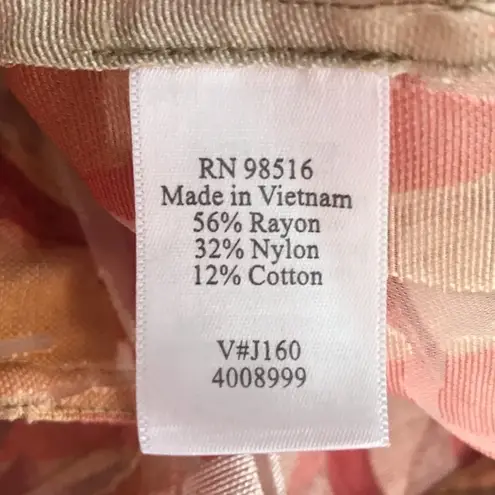 RN 98516
Made in Vietnam
56% Rayon
32% Nylon
12% Cotton
V#J160
4008999